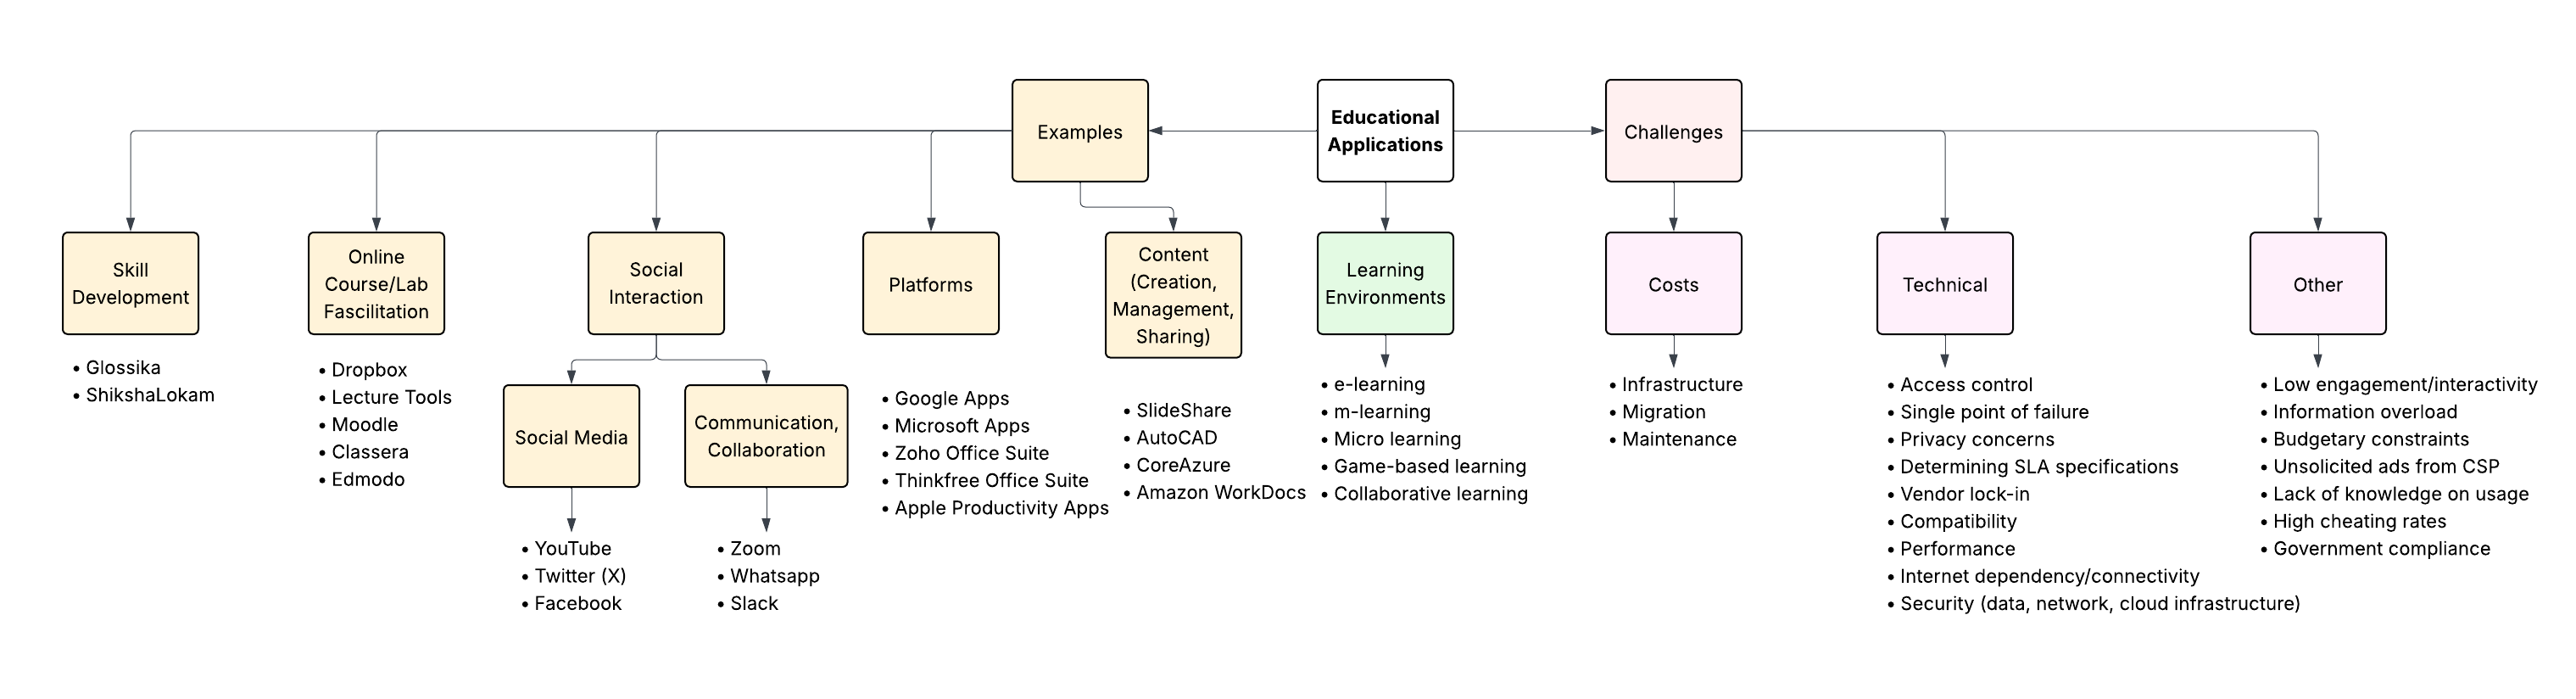 Examples
Educational
Applications
Challenges
Skill
Development
Online
Course/Lab
Fascilitation
Social
Interaction
Platforms
Content
(Creation,
Management,
Sharing)
Learning
Environments
Costs
Technical
Other
• Glossika
• ShikshaLokam
• Dropbox
• Lecture Tools
• Moodle
• Classera
• Edmodo
Social Media
Communication,
Collaboration
• YouTube
• Twitter (X)
• Facebook
• Zoom
• Whatsapp
• Slack
• Google Apps
• Microsoft Apps
• Zoho Office Suite
• Thinkfree Office Suite
• Apple Productivity Apps
• SlideShare
• AutoCAD
• CoreAzure
• Amazon WorkDocs
• e-learning
• m-learning
• Micro learning
• Game-based learning
• Collaborative learning
• Infrastructure
• Migration
• Maintenance
• Access control
• Single point of failure
• Privacy concerns
• Determining SLA specifications
• Vendor lock-in
• Compatibility
• Performance
• Internet dependency/connectivity
• Security (data, network, cloud infrastructure)
• Low engagement/interactivity
• Information overload
• Budgetary constraints
• Unsolicited ads from CSP
• Lack of knowledge on usage
• High cheating rates
• Government compliance